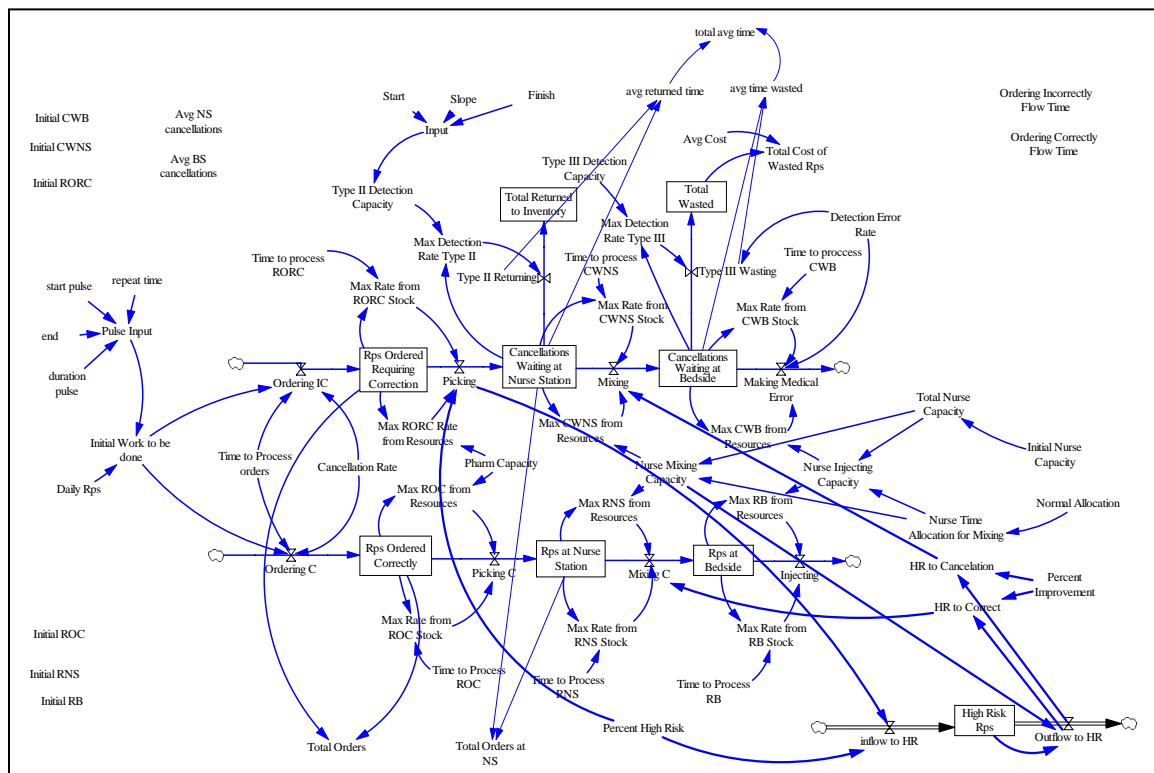 total avg time
Start
Slope
Finish
avg returned time
avg time wasted
Ordering Incorrectly
Flow Time
Initial CWB
Avg NS
cancellations
Input
Avg Cost
Total Cost of
Wasted Rps
Ordering Correctly
Flow Time
Initial CWNS
Avg BS
cancellations
Type III Detection
Capacity
Initial RORC
Type II Detection
Capacity
Total Returned
to Inventory
Total
Wasted
Max Detection
Rate Type III
Detection Error
Rate
Max Detection
Rate Type II
Time to process
RORC
Type II Returning
Time to process
CWNS
Type III Wasting
Time to piocess
CWB
start pulse
repeat time
Max Rate from
RORC Stock
Max Rate from
CWNS Stock
Max Rate from
CWB Stock
end
Pulse Input
duration
pulse
Ordering IC
Rps Ordered
Requiring
Correction
Picking
Cancellations
Waiting at
Nurse Station
Mixing
Cancellations
Waiting at
Bedside
Making Medical
Error
Total Nurse
Capacity
Initial Work to be
done
Max RORC Rate
from Resources
Max CWNS from
Resources
Max CWB from
Resources
Initial Nurse
Capacity
Time to Process
orders
Cancellation Rate
Pharm Capacity
Nurse Mixing
Capacity
Nurse Injecting
Capacity
Daily Rps
Max ROC from
Resources
Max RNS from
Resources
Max RB from
Resources
Normal Allocation
Nurse Time
Allocation for Mixing
Ordering C
Rps Ordered
Correctly
Picking C
Rps at Nurse
Station
Mixing C
Rps at
Bedside
Injecting
HR to Cancelation
Percent
Improvement
HR to Correct
Initial ROC
Max Rate from
ROC Stock
Max Rate from
RNS Stock
Max Rate from
RB Stock
Initial RNS
Time to Process
ROC
Time to Process
RNS
Time to Process
RB
Initial RB
Total Orders
Total Orders at
NS
Percent High Risk
inflow to HR
High Risk
Rps
Outflow to HR